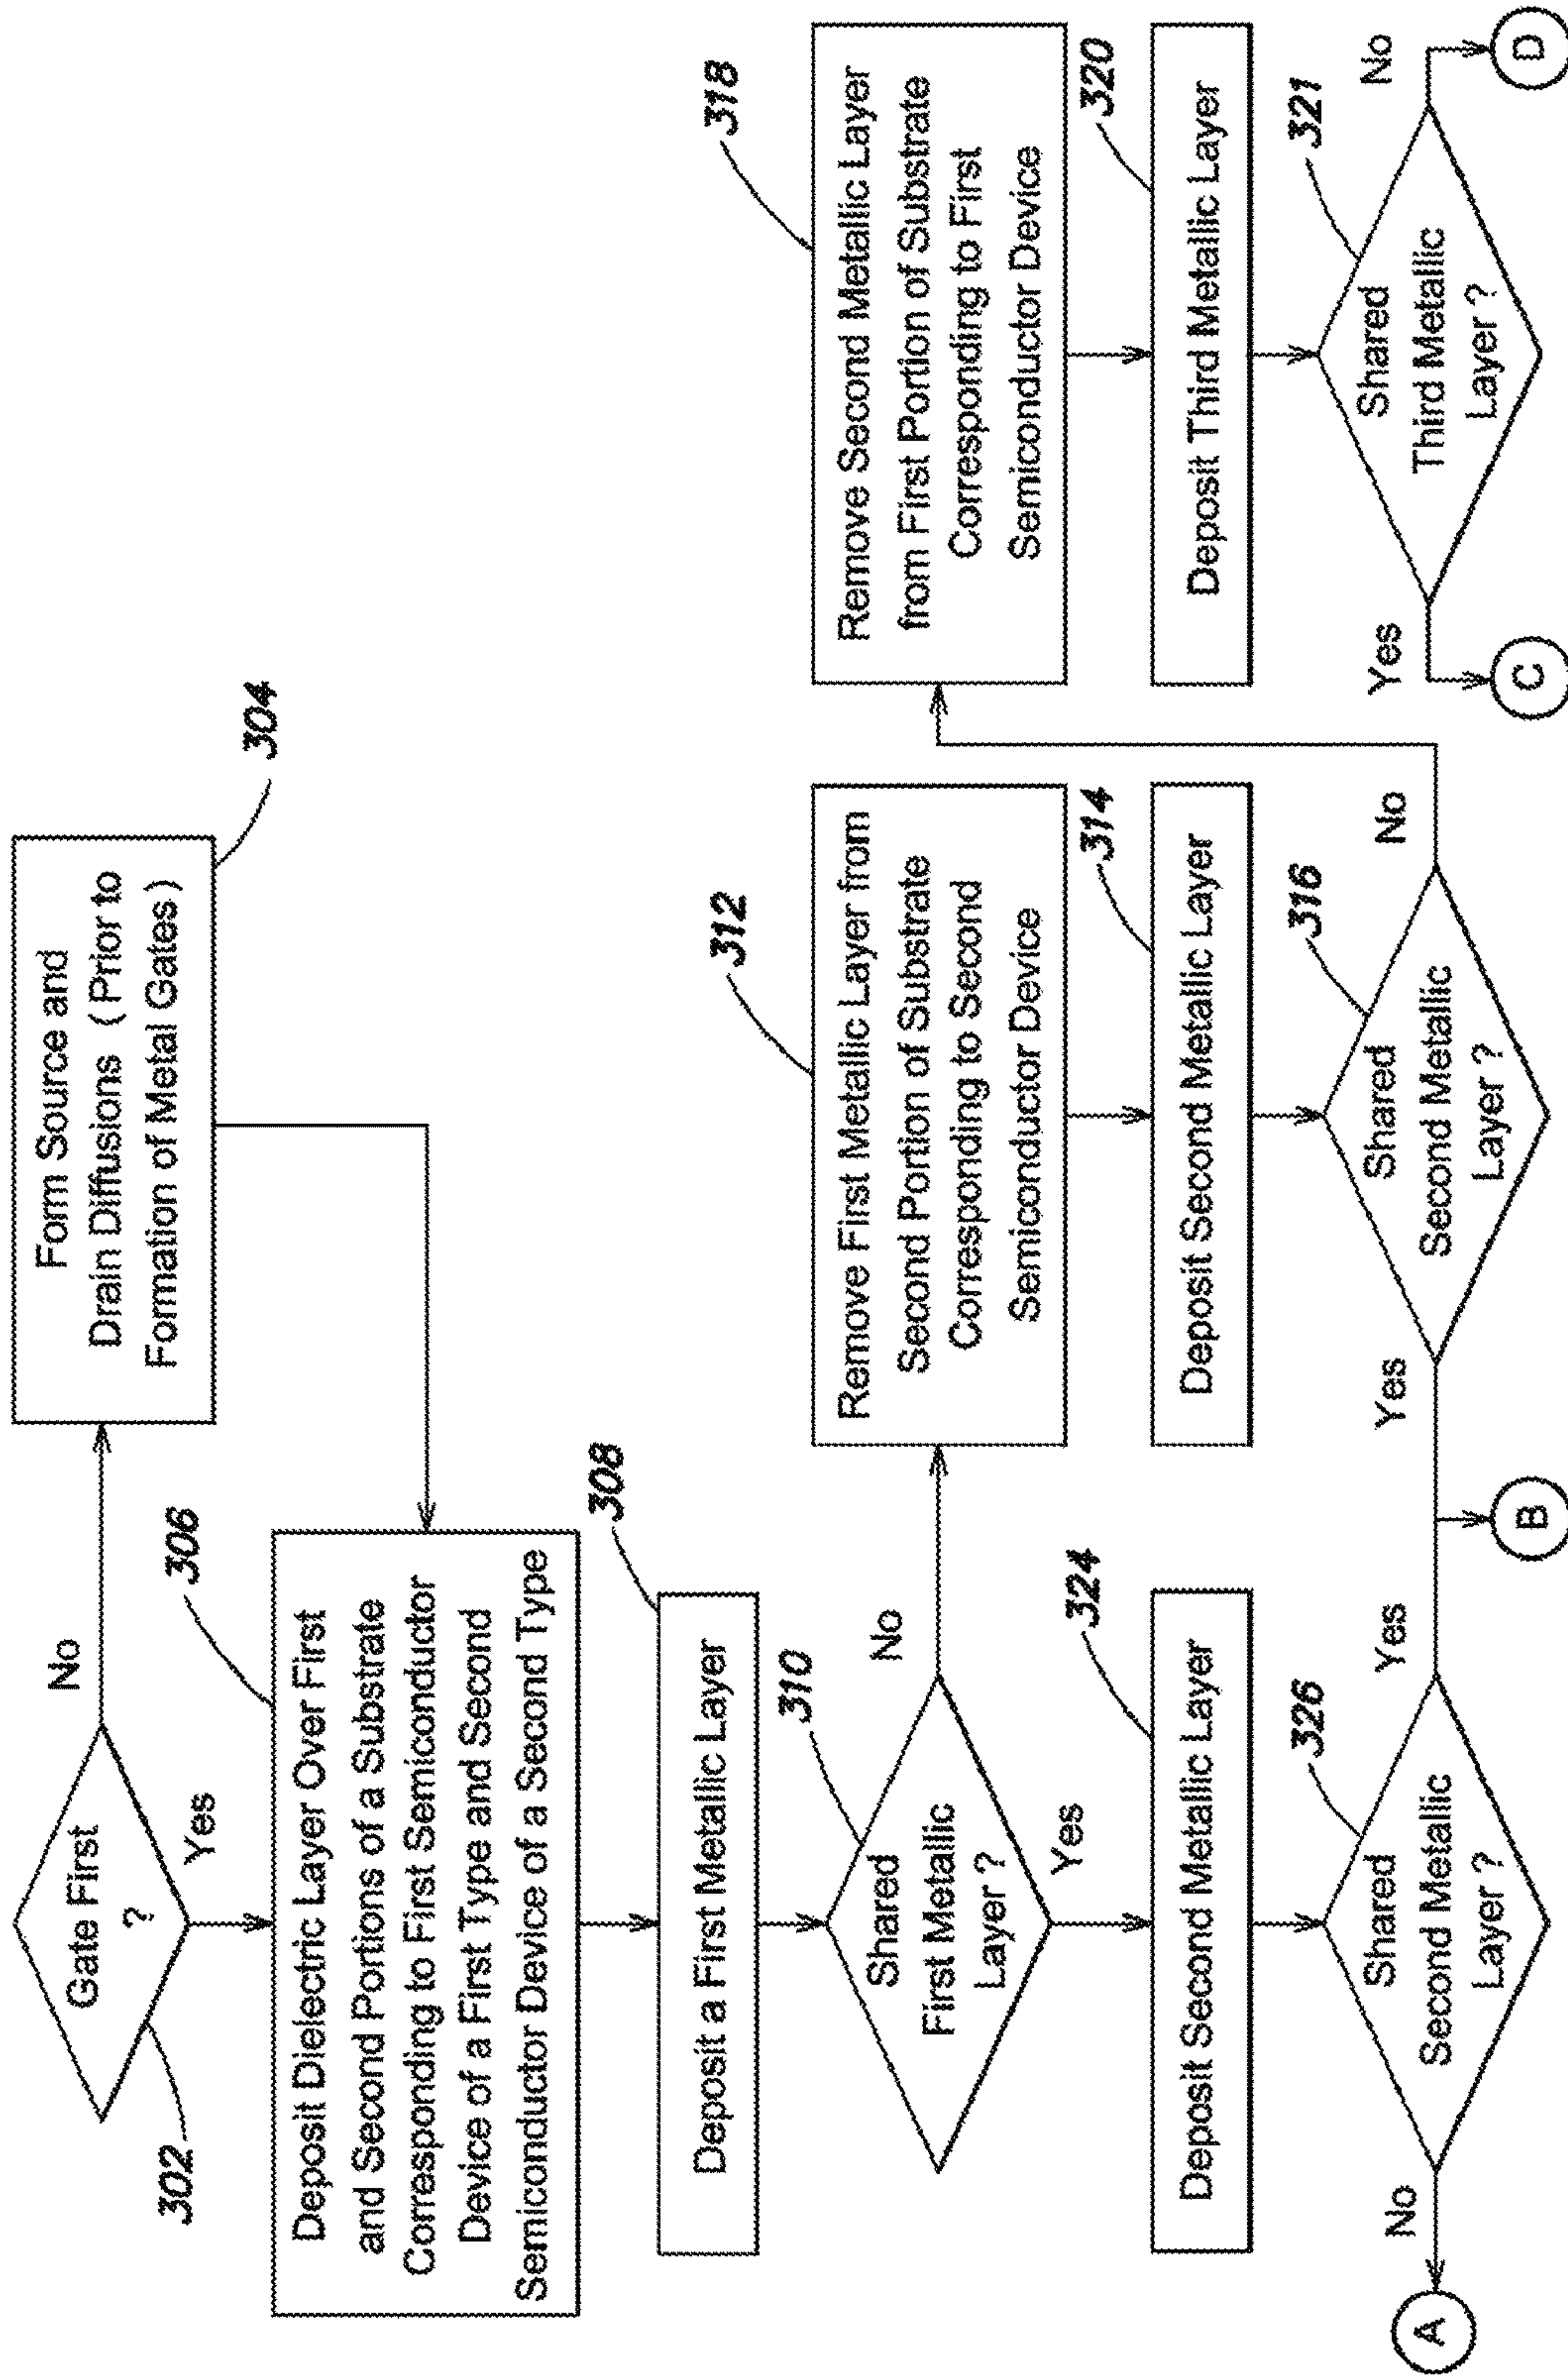 Gate First
?
302
No
Yes
Form Source and
Drain Diffusions ( Prior to
Formation of Metal Gates)
304
306
Deposit Dielectric Layer Over First
and Second Portions of a Substrate
Corresponding to First Semiconductor
Device of a First Type and Second
Semiconductor Device of a Second Type
308
Deposit a First Metallic Layer
310
Shared
First Metallic
Layer ?
No
Yes
312
Remove First Metallic Layer from
Second Portion of Substrate
Corresponding to Second
Semiconductor Device
314
Deposit Second Metallic Layer
316
Shared
Second Metallic
Layer ?
Yes
No
318
Remove Second Metallic Layer
from First Portion of Substrate
Corresponding to First
Semiconductor Device
320
Deposit Third Metallic Layer
321
Shared
Third Metallic
Layer ?
Yes
No
C
D
324
Deposit Second Metallic Layer
326
Shared
Second Metallic
Layer ?
No
Yes
A
B